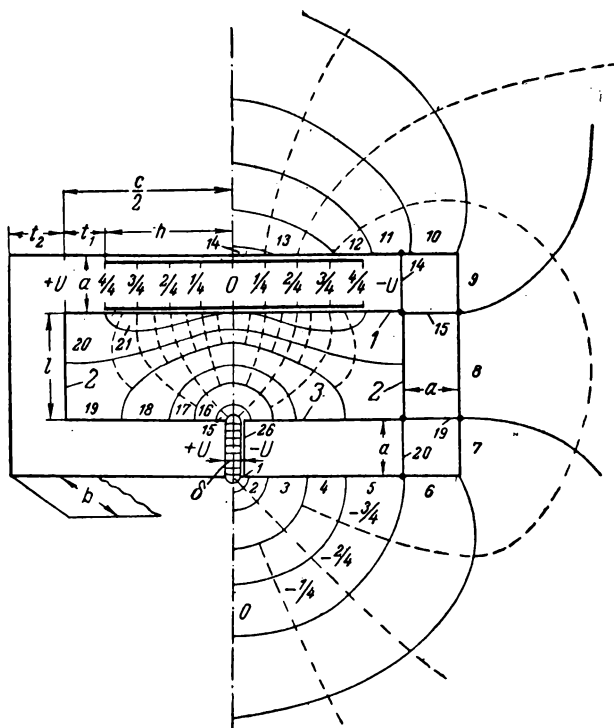 c/2
t₂ t₁ h
14 13 12 11 10
+U a 4/4 3/4 2/4 1/4 0 1/4 2/4 3/4 4/4 -U 14 9
1 15
20 21
l 2 3 2 a 8
19 18 17 16
15 26 19
+U -U a 20 7
δ 1 2 3 4 5 6
b
-3/4
-2/4
-1/4
0